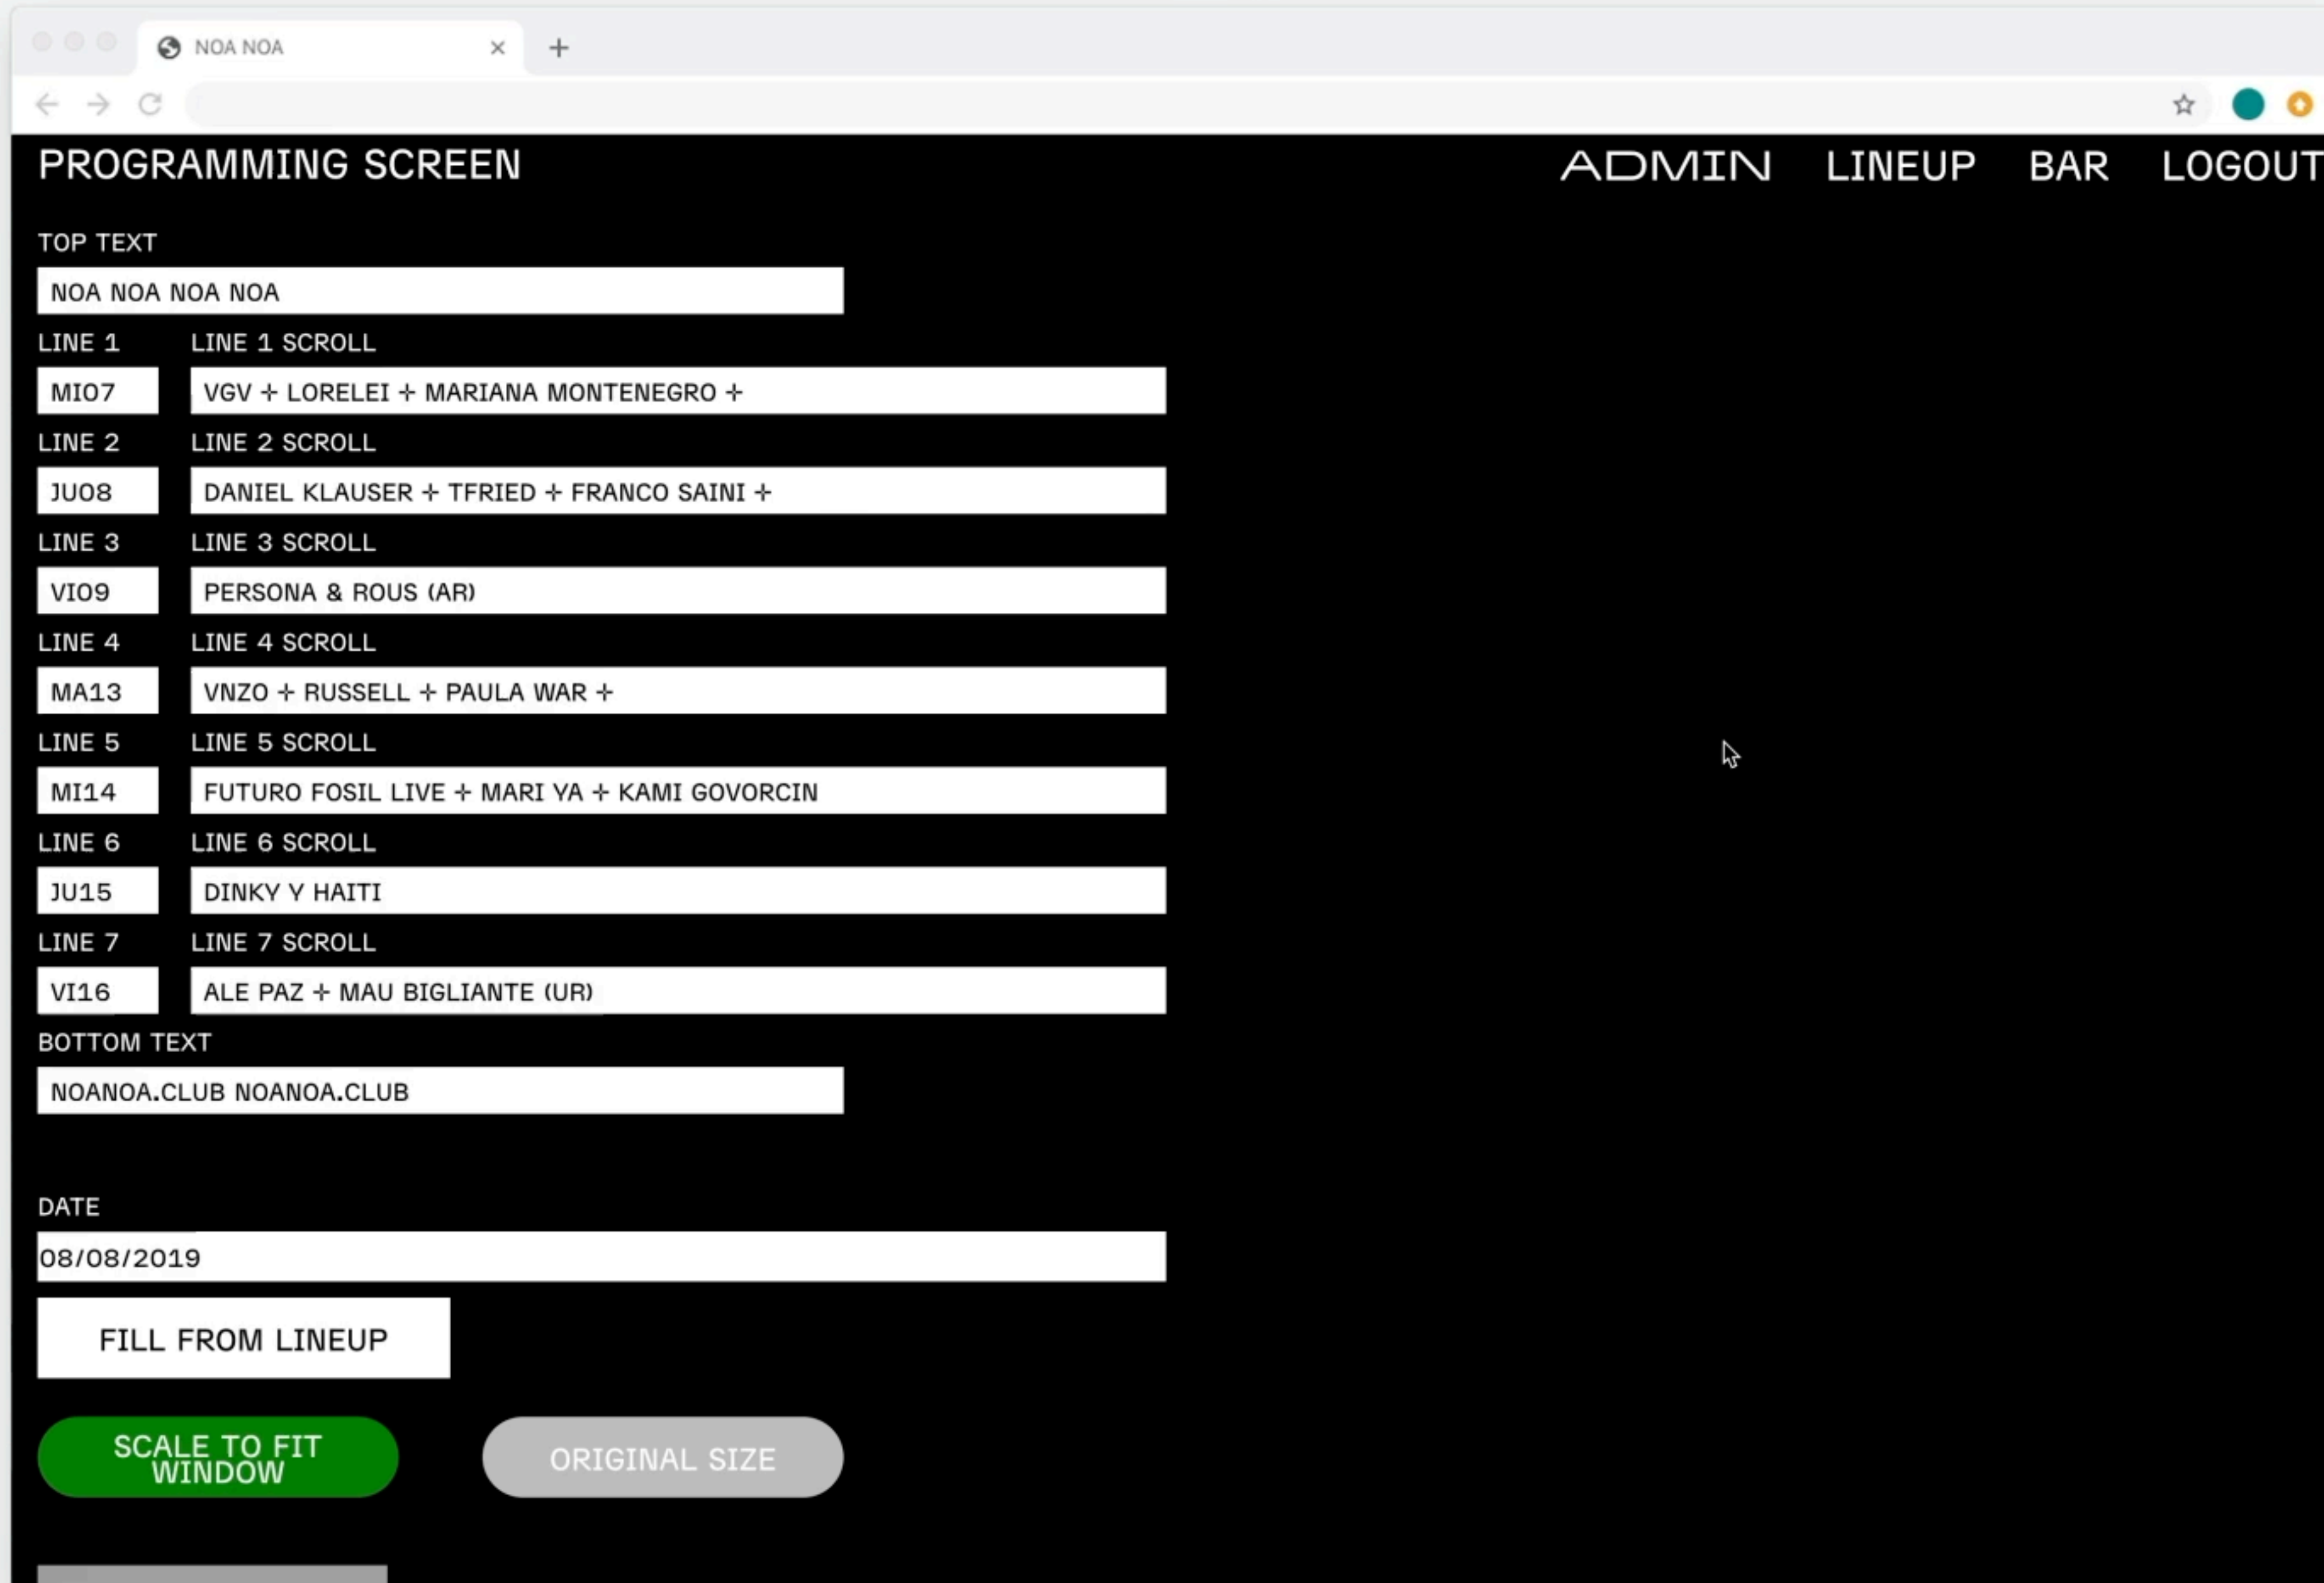 NOA NOA
PROGRAMMING SCREEN ADMIN LINEUP BAR LOGOUT
TOP TEXT
NOA NOA NOA NOA
LINE 1 LINE 1 SCROLL
MI07 VGV ✛ LORELEI ✛ MARIANA MONTENEGRO ✛
LINE 2 LINE 2 SCROLL
JU08 DANIEL KLAUSER ✛ TFRIED ✛ FRANCO SAINI ✛
LINE 3 LINE 3 SCROLL
VI09 PERSONA & ROUS (AR)
LINE 4 LINE 4 SCROLL
MA13 VNZO ✛ RUSSELL ✛ PAULA WAR ✛
LINE 5 LINE 5 SCROLL
MI14 FUTURO FOSIL LIVE ✛ MARI YA ✛ KAMI GOVORCIN
LINE 6 LINE 6 SCROLL
JU15 DINKY Y HAITI
LINE 7 LINE 7 SCROLL
VI16 ALE PAZ ✛ MAU BIGLIANTE (UR)
BOTTOM TEXT
NOANOA.CLUB NOANOA.CLUB
DATE
08/08/2019
FILL FROM LINEUP
SCALE TO FIT
WINDOW
ORIGINAL SIZE